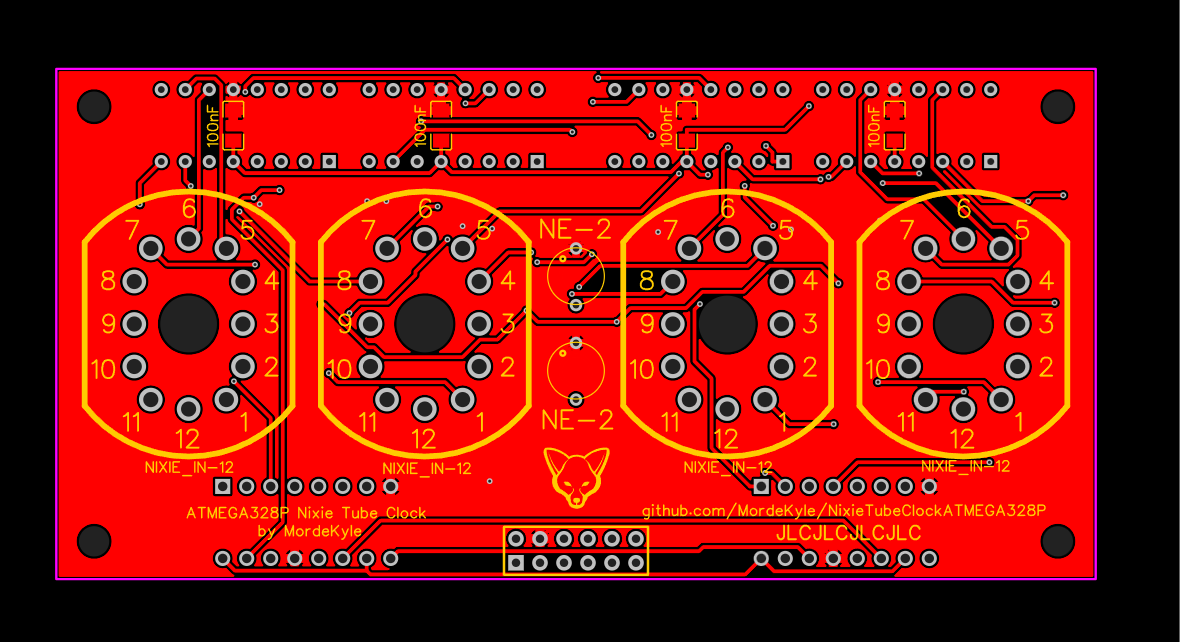 100nF 100nF 100nF 100nF
6 6 6 6
7 5 7 5 7 5 7 5
NE-2
8 4 8 4 8 4 8 4
9 3 9 3 9 3 9 3
10 2 10 2 10 2 10 2
11 1 11 1 11 1 11 1
NE-2
12 12 12 12
NIXIE_IN-12 NIXIE_IN-12 NIXIE_IN-12 NIXIE_IN-12
ATMEGA328P Nixie Tube Clock
by MordeKyle
github.com/MordeKyle/NixieTubeClockATMEGA328P
JLCJLCJLCJLC